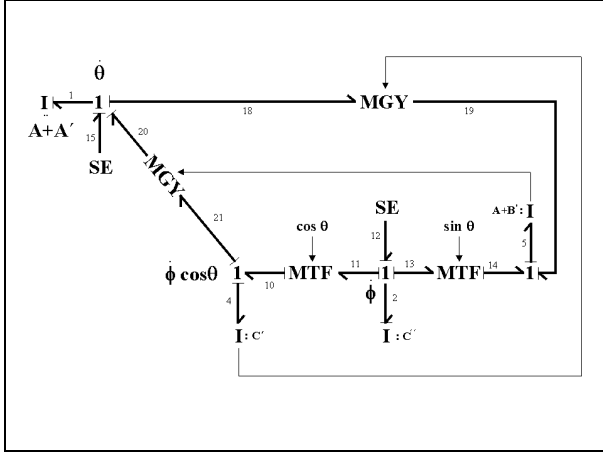 θ̇
I 1 1 18 MGY 19
A+A′ 15 20
SE MGY
21 SE A+B′: I
cos θ 12 sin θ 5
φ̇ cosθ 1 10 MTF 11 1 13 MTF 14 1
4 φ̇ 2
I : C′ I : C′′